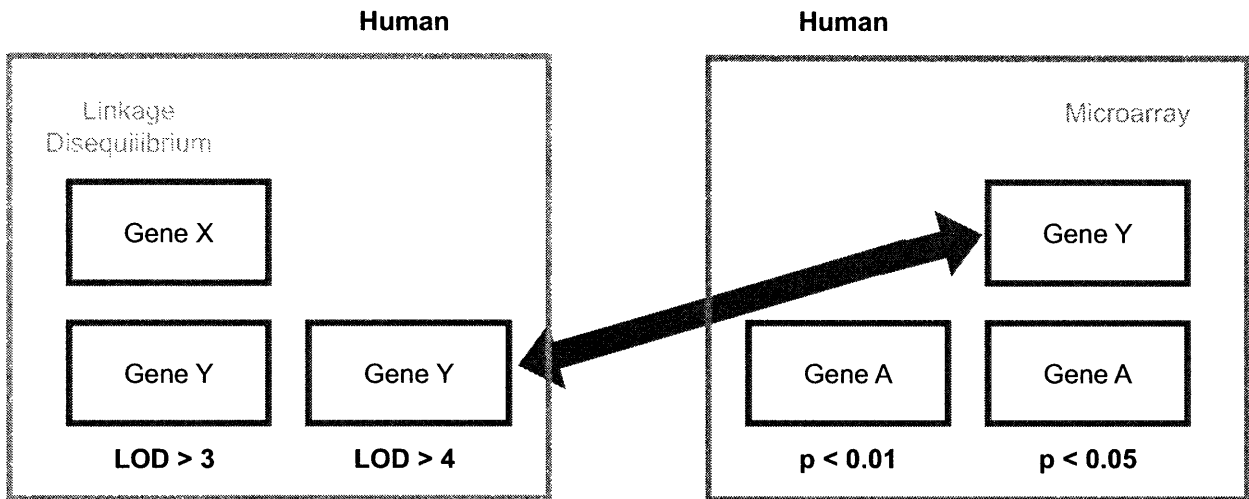 Human
Human
Linkage
Disequilibrium
Microarray
Gene X
Gene Y
Gene Y
Gene Y
Gene A
Gene A
LOD > 3
LOD > 4
p < 0.01
p < 0.05